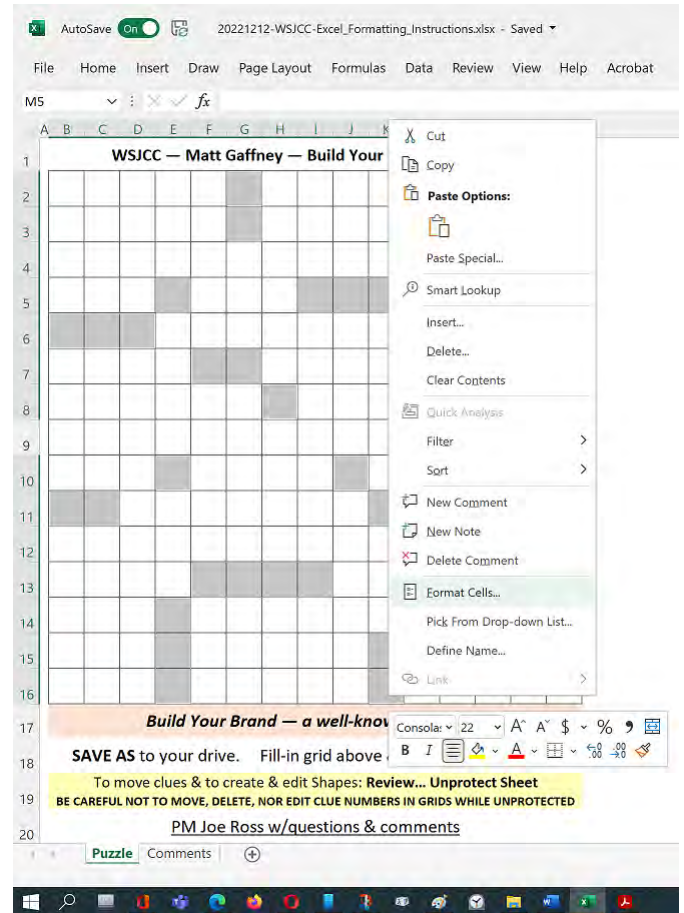 AutoSave On 20221212-WSJCC-Excel_Formatting_Instructions.xlsx - Saved
File Home Insert Draw Page Layout Formulas Data Review View Help Acrobat
M5 fx
A B C D E F G H I J K
1 WSJCC — Matt Gaffney — Build Your
2
3
4
5
6
7
8
9
10
11
12
13
14
15
16
Cut
Copy
Paste Options:
Paste Special...
Smart Lookup
Insert...
Delete...
Clear Contents
Quick Analysis
Filter
Sort
New Comment
New Note
Delete Comment
Format Cells...
Pick From Drop-down List...
Define Name...
Link
17 Build Your Brand — a well-know
Consola: 22 A^ A˅ $ % 9
B I A
18 SAVE AS to your drive. Fill-in grid above
19 To move clues & to create & edit Shapes: Review... Unprotect Sheet
BE CAREFUL NOT TO MOVE, DELETE, NOR EDIT CLUE NUMBERS IN GRIDS WHILE UNPROTECTED
20 PM Joe Ross w/questions & comments
Puzzle Comments